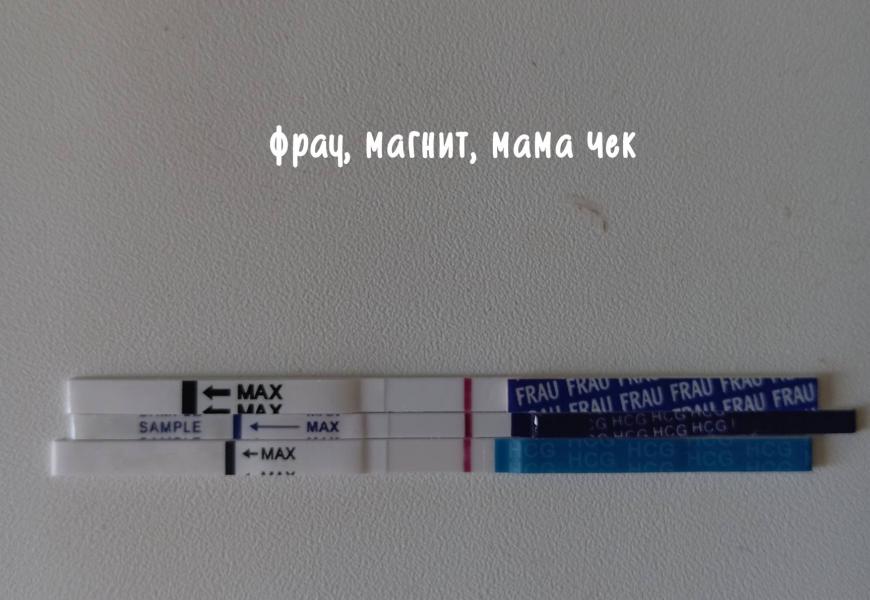 фрау, магнит, мама чек
MAX FRAU FRAU FRAU FRAU FRAU FRAU
MAX FRAU FRAU FRAU FRAU FRAU
SAMPLE MAX HCG HCG HCG
HCG HCG HCG
MAX HCG HCG HCG HCG